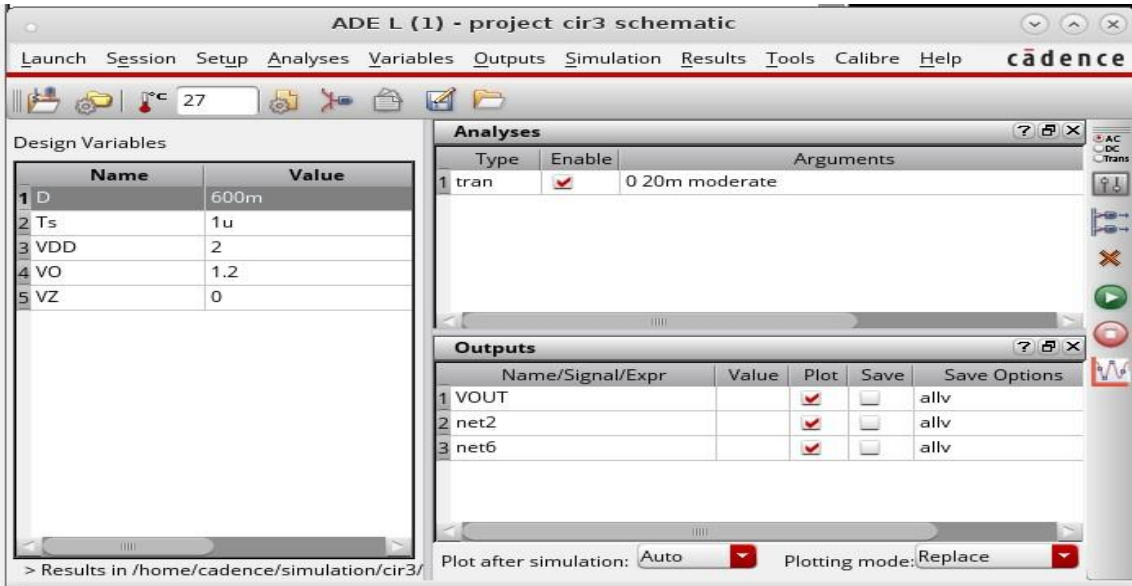 ADE L (1) - project cir3 schematic
Launch Session Setup Analyses Variables Outputs Simulation Results Tools Calibre Help cādence
°C 27
Design Variables
Name Value
1 D 600m
2 Ts 1u
3 VDD 2
4 VO 1.2
5 VZ 0
> Results in /home/cadence/simulation/cir3/
Analyses
Type Enable Arguments
1 tran 0 20m moderate
Outputs
Name/Signal/Expr Value Plot Save Save Options
1 VOUT allv
2 net2 allv
3 net6 allv
Plot after simulation: Auto Plotting mode: Replace
AC
DC
Trans